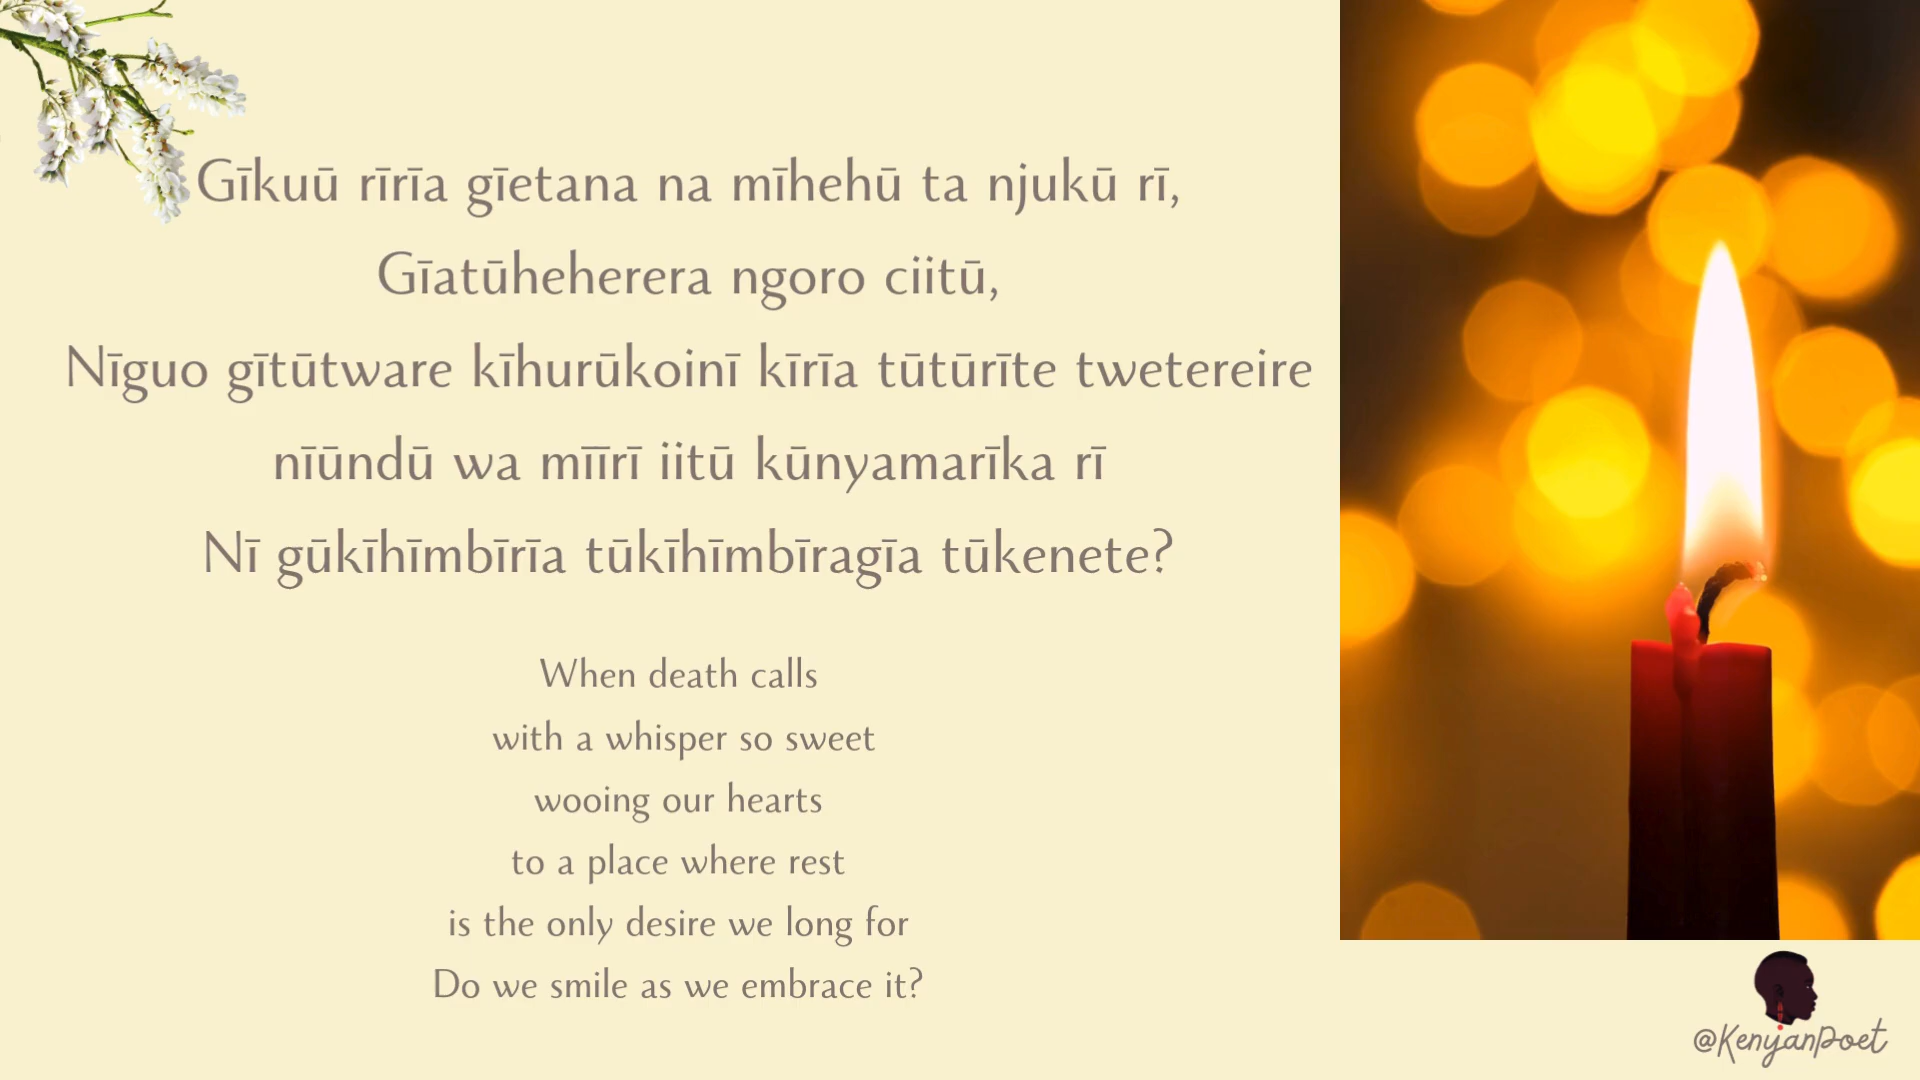 Gīkuū rīrīa gīetana na mīhehū ta njukū rī,
Gīatūheherera ngoro ciitū,
Nīguo gītūtware kīhurūkoinī kīrīa tūtūrīte twetereire
nīūndū wa mīīrī iitū kūnyamarīka rī
Nī gūkīhīmbīrīa tūkīhīmbīragīa tūkenete?
When death calls
with a whisper so sweet
wooing our hearts
to a place where rest
is the only desire we long for
Do we smile as we embrace it?
@KenyanPoet